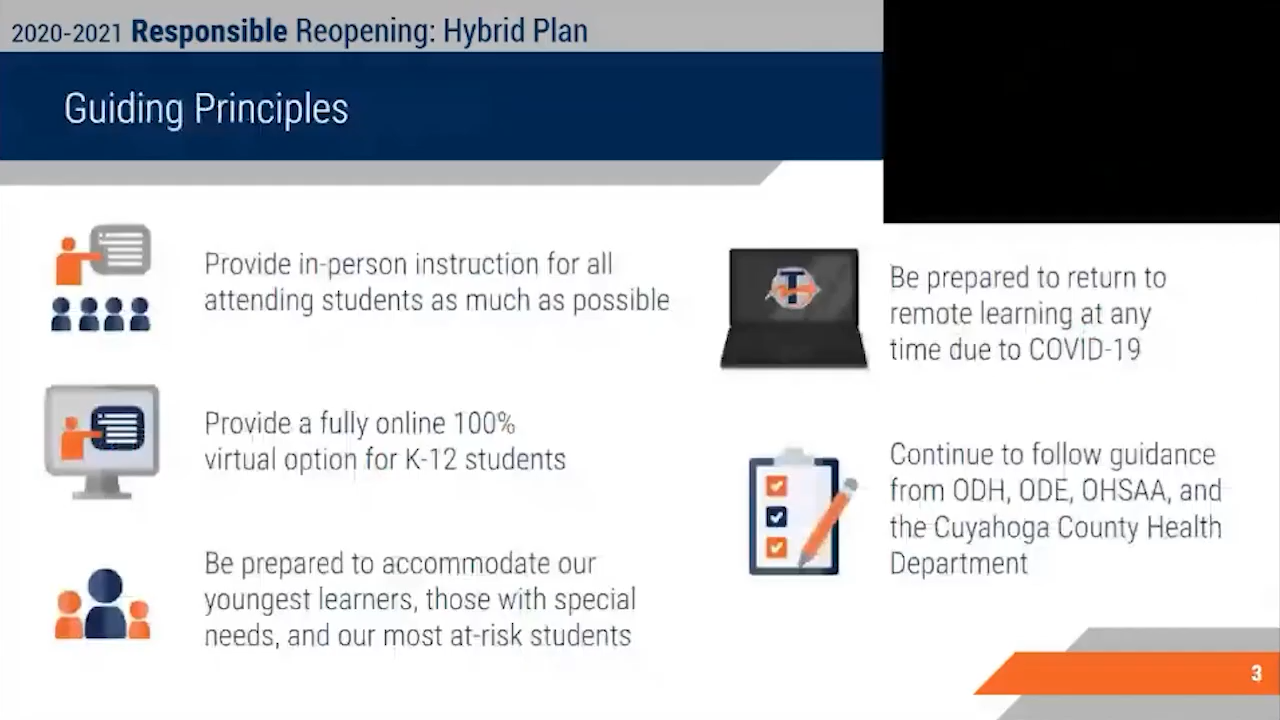 2020-2021 Responsible Reopening: Hybrid Plan
Guiding Principles
Provide in-person instruction for all
attending students as much as possible
Provide a fully online 100%
virtual option for K-12 students
Be prepared to accommodate our
youngest learners, those with special
needs, and our most at-risk students
T
Be prepared to return to
remote learning at any
time due to COVID-19
Continue to follow guidance
from ODH, ODE, OHSAA, and
the Cuyahoga County Health
Department
3